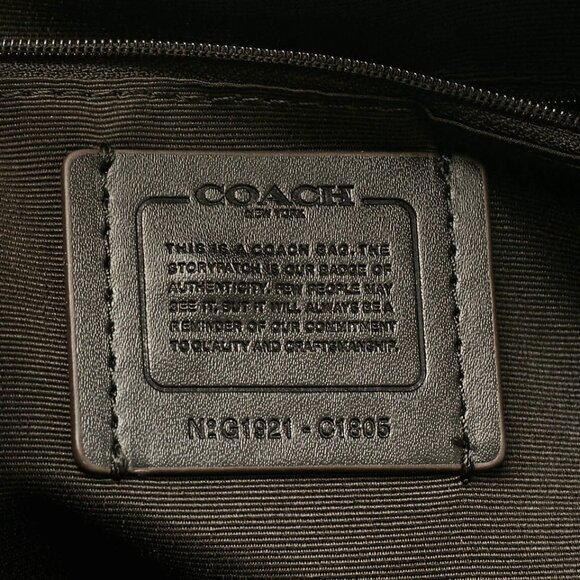 COACH
NEW YORK
THIS IS A COACH BAG. THE
STORYPATCH IS OUR BADGE OF
AUTHENTICITY. FEW PEOPLE MAY
SEE IT, BUT IT WILL ALWAYS BE A
REMINDER OF OUR COMMITMENT
TO QUALITY AND CRAFTSMANSHIP.
Nº G1921 - C1805